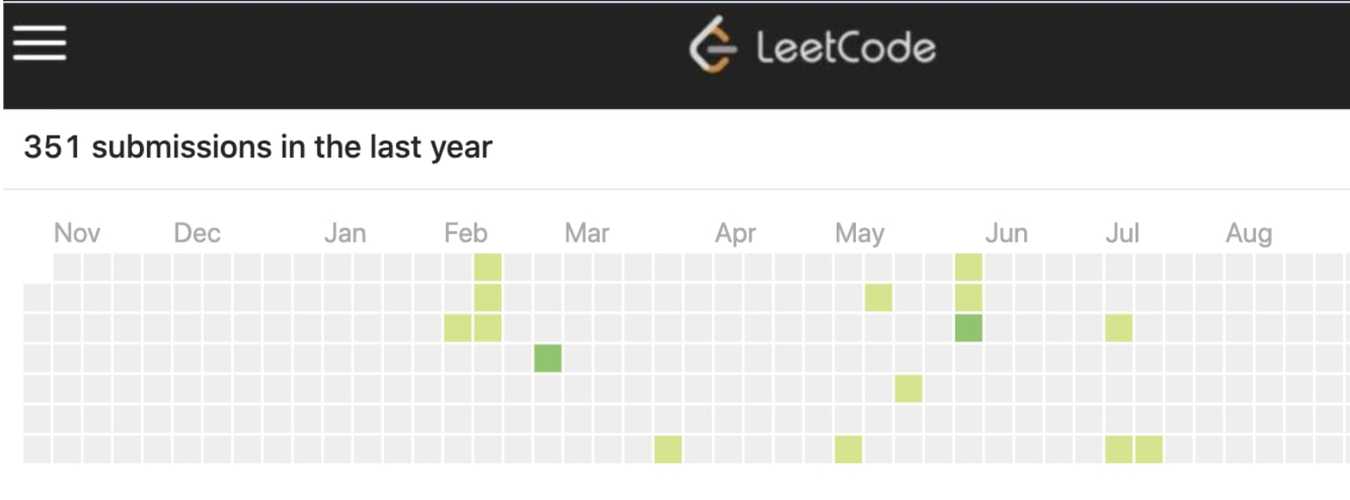 LeetCode
351 submissions in the last year
Nov Dec Jan Feb Mar Apr May Jun Jul Aug